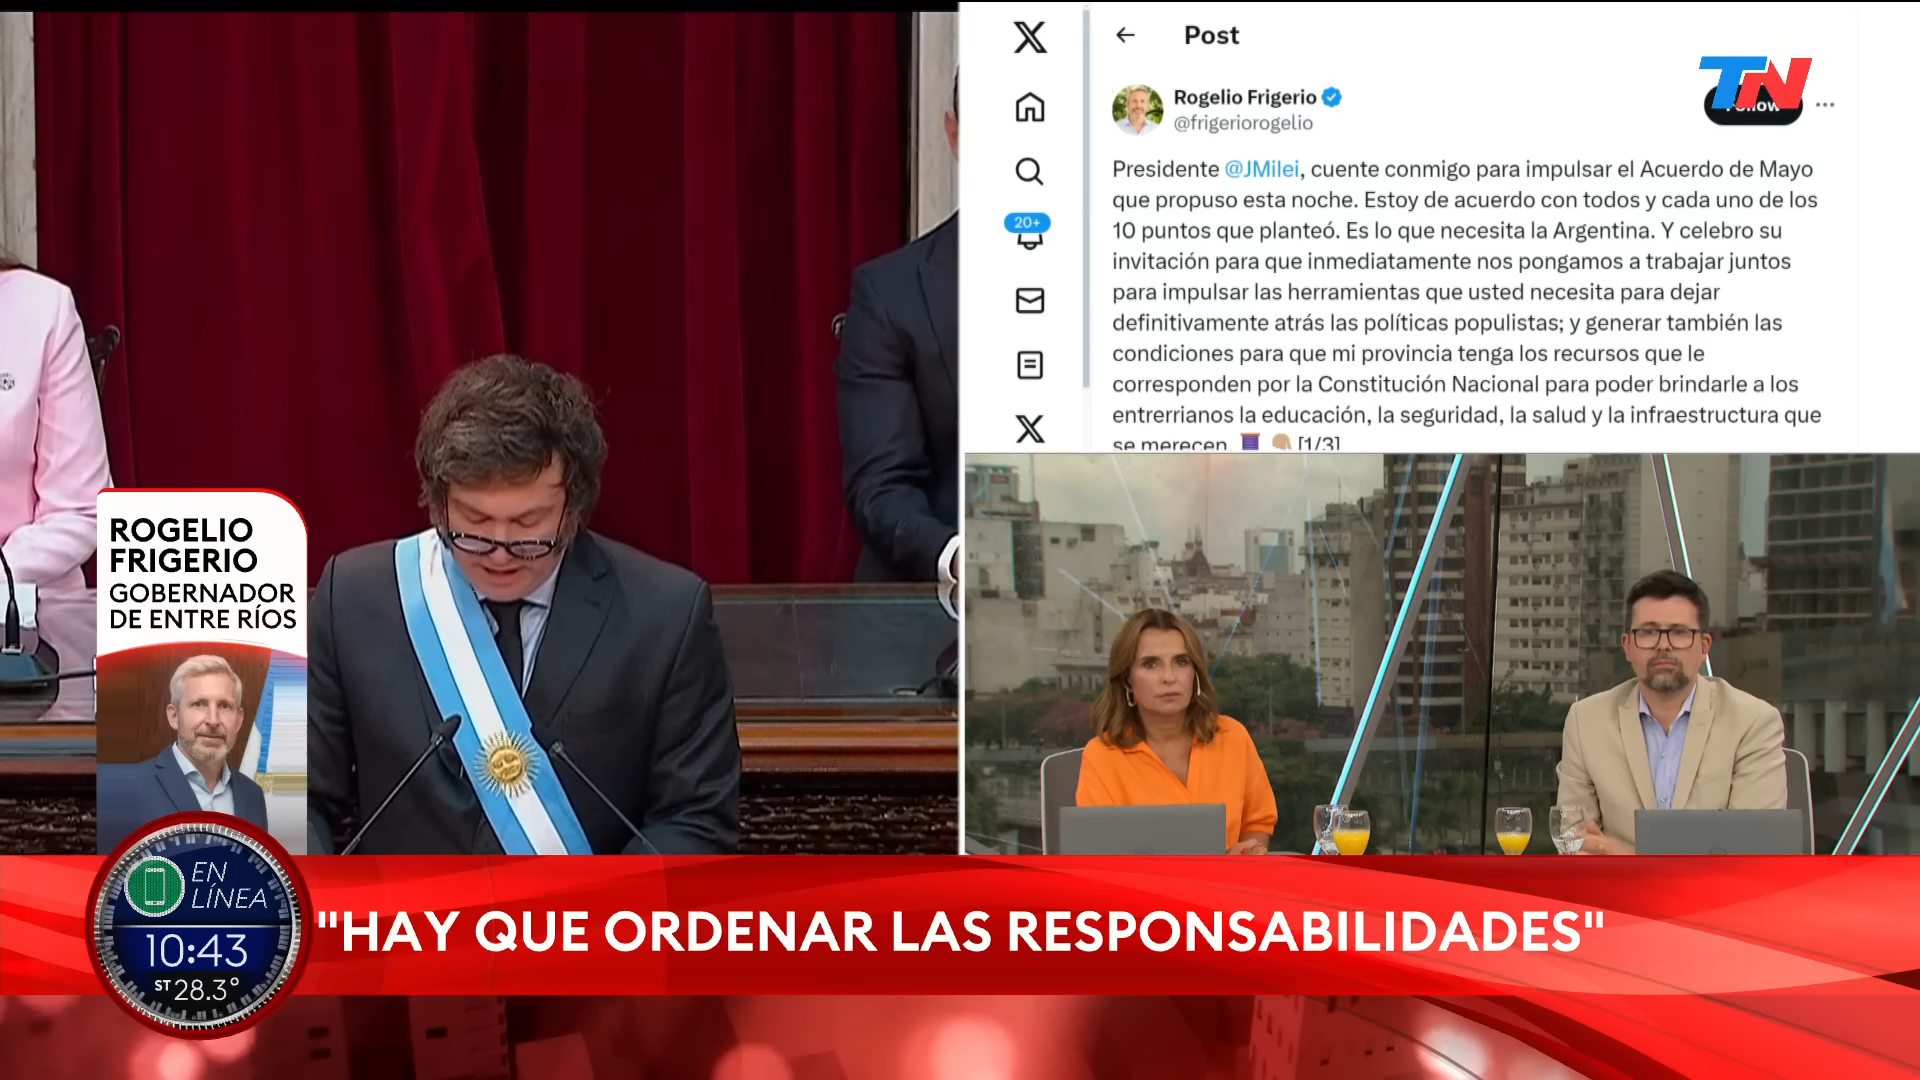 Post
TN
Rogelio Frigerio
@frigeriorogelio
Presidente @JMilei, cuente conmigo para impulsar el Acuerdo de Mayo
que propuso esta noche. Estoy de acuerdo con todos y cada uno de los
10 puntos que planteó. Es lo que necesita la Argentina. Y celebro su
invitación para que inmediatamente nos pongamos a trabajar juntos
para impulsar las herramientas que usted necesita para dejar
definitivamente atrás las políticas populistas; y generar también las
condiciones para que mi provincia tenga los recursos que le
corresponden por la Constitución Nacional para poder brindarle a los
entrerrianos la educación, la seguridad, la salud y la infraestructura que
se merecen. [1/3]
20+
ROGELIO
FRIGERIO
GOBERNADOR
DE ENTRE RÍOS
EN
LÍNEA
10:43
ST 28.3°
"HAY QUE ORDENAR LAS RESPONSABILIDADES"